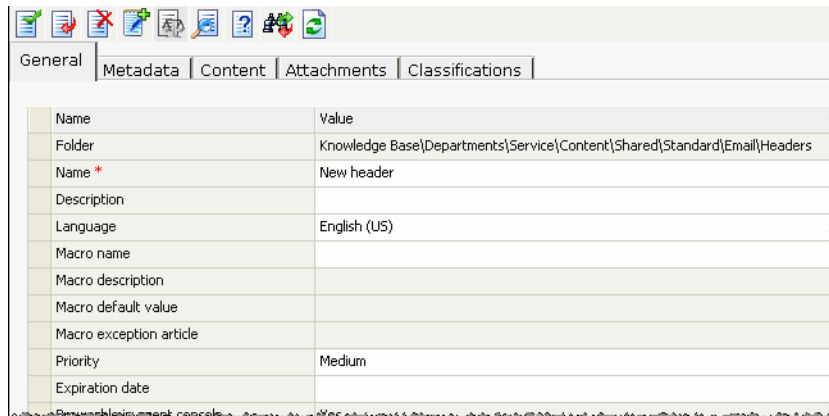 General Metadata Content Attachments Classifications
Name Value
Folder Knowledge Base\Departments\Service\Content\Shared\Standard\Email\Headers
Name * New header
Description
Language English (US)
Macro name
Macro description
Macro default value
Macro exception article
Priority Medium
Expiration date
Yes